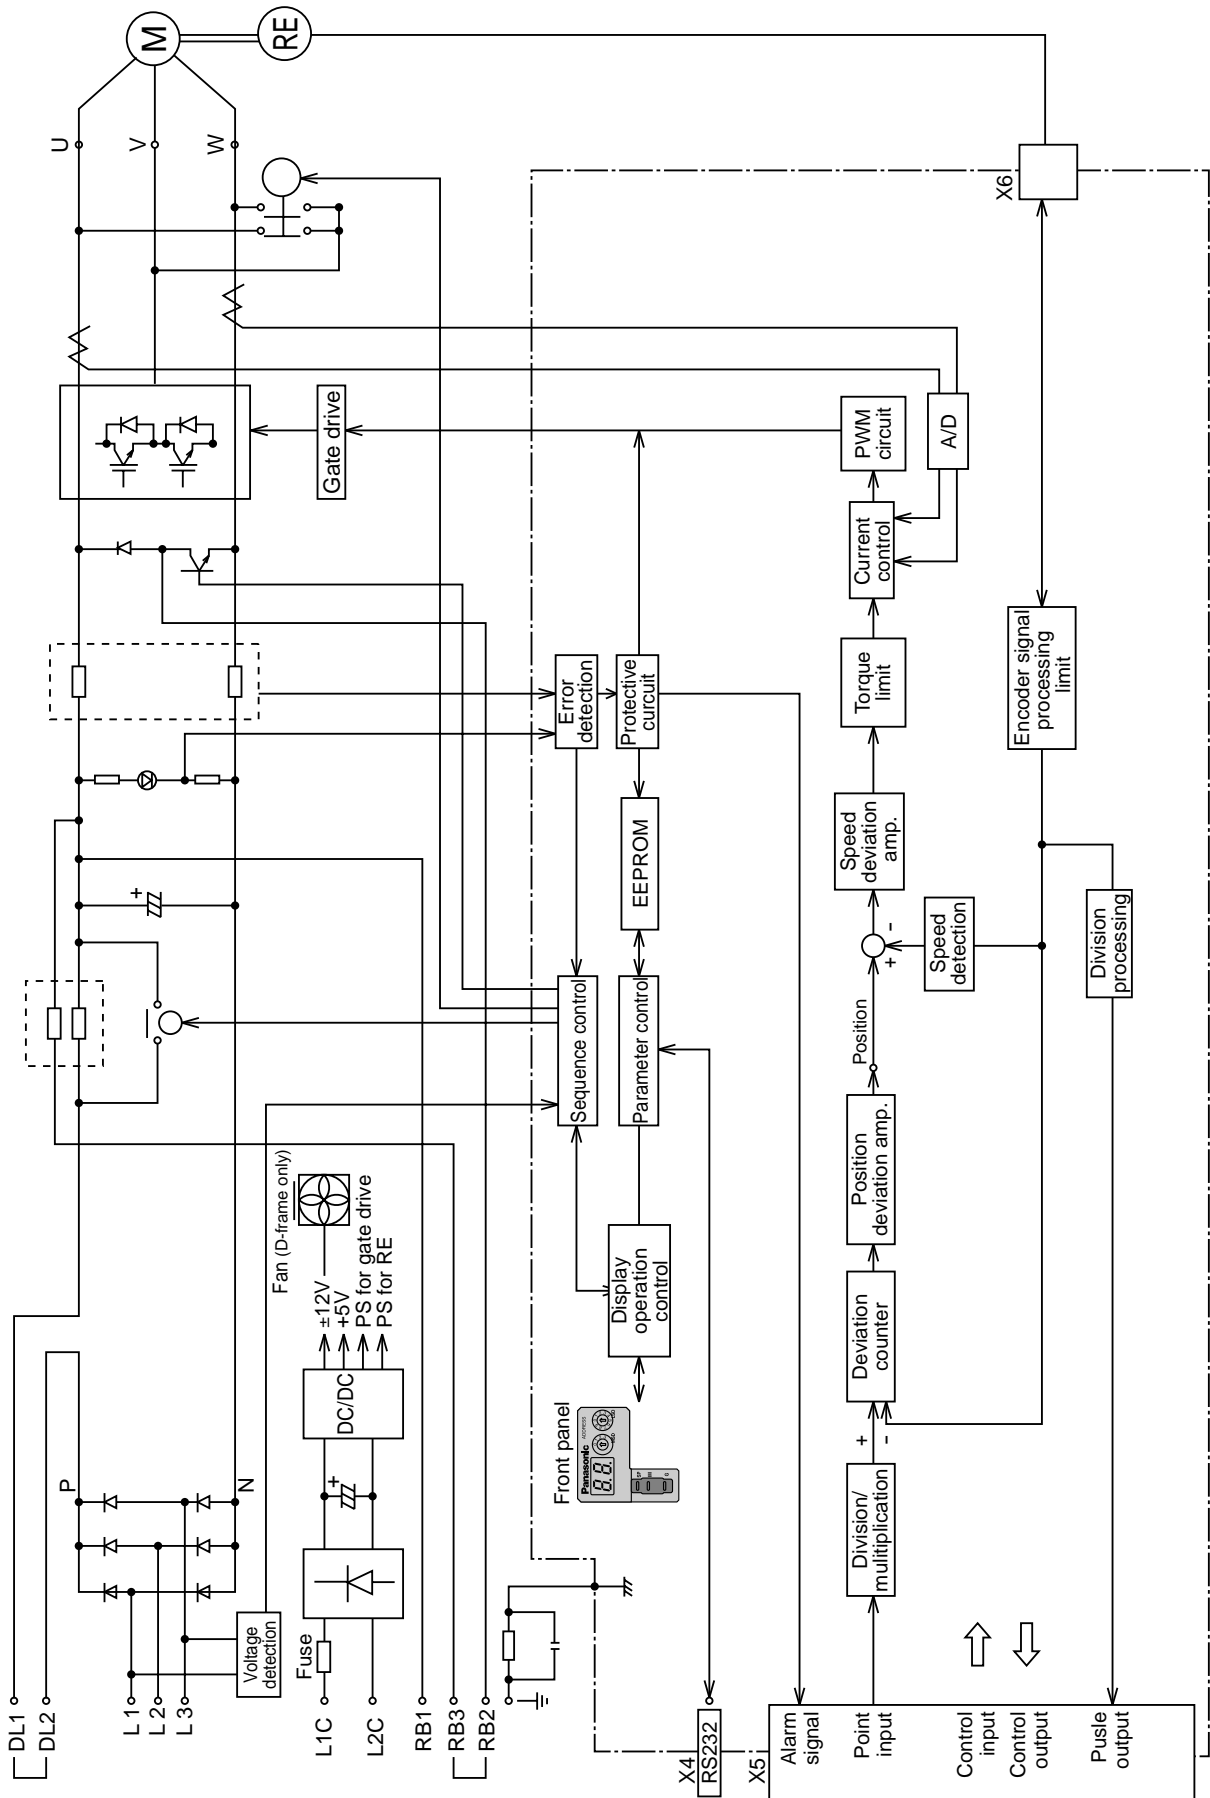 M
RE
U
V
W
X6
Gate drive
PWM
circuit
A/D
Current
control
Torque
limit
Encoder signal
processing
limit
Error
detection
Protective
curcuit
Speed
deviation
amp.
EEPROM
+
-
+
Speed
detection
Division
processing
Sequence control
Parameter control
Position
Position
deviation amp.
Fan (D-frame only)
±12V
+5V
PS for gate drive
PS for RE
Display
operation
control
DC/DC
Deviation
counter
Front panel
Panasonic
ADDRESS
8.8.
+
+
-
P
N
Division/
mulitiplication
Voltage
detection
Fuse
DL1
DL2
L 1
L 2
L 3
L1C
L2C
RB1
RB3
RB2
X4
RS232
X5
Alarm
signal
Point
input
Control
input
Control
output
Pusle
output